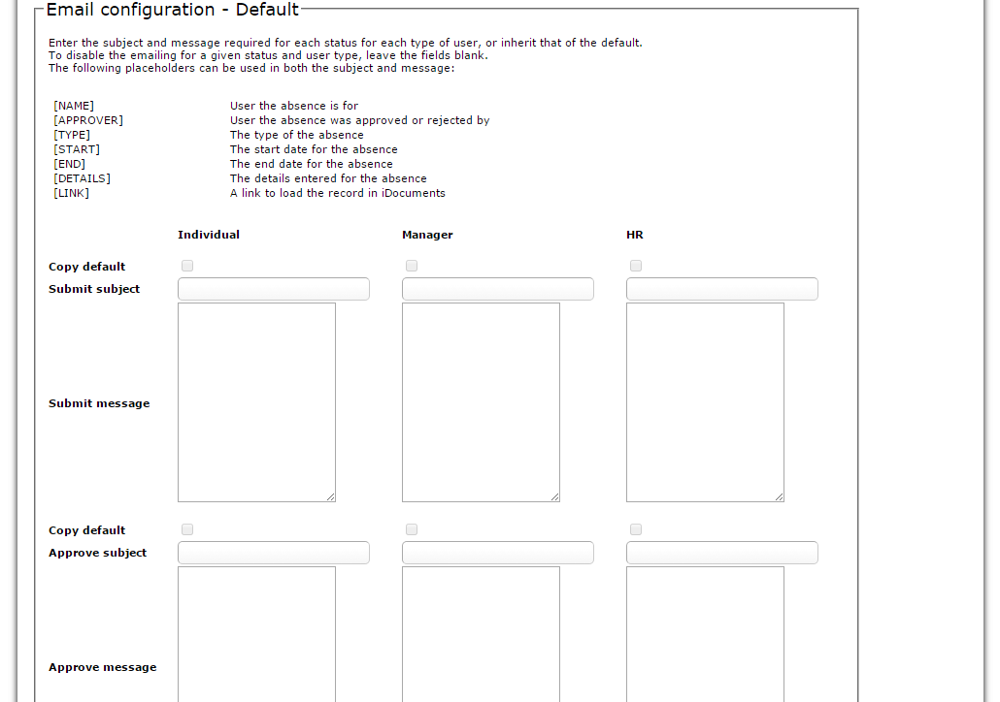 Email configuration - Default
Enter the subject and message required for each status for each type of user, or inherit that of the default.
To disable the emailing for a given status and user type, leave the fields blank.
The following placeholders can be used in both the subject and message:
[NAME] User the absence is for
[APPROVER] User the absence was approved or rejected by
[TYPE] The type of the absence
[START] The start date for the absence
[END] The end date for the absence
[DETAILS] The details entered for the absence
[LINK] A link to load the record in iDocuments
Individual Manager HR
Copy default
Submit subject
Submit message
Copy default
Approve subject
Approve message